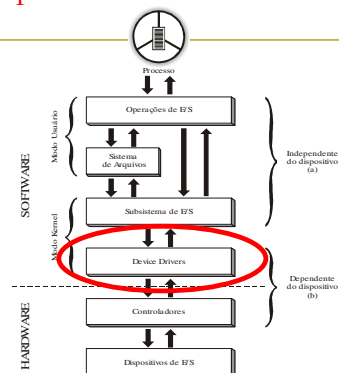 Processo
Operações de E/S
Modo Usuário
Sistema
de Arquivos
Independente
do dispositivo
(a)
SOFTWARE
Subsistema de E/S
Modo Kernel
Device Drivers
Dependente
do dispositivo
(b)
Controladores
HARDWARE
Dispositivos de E/S